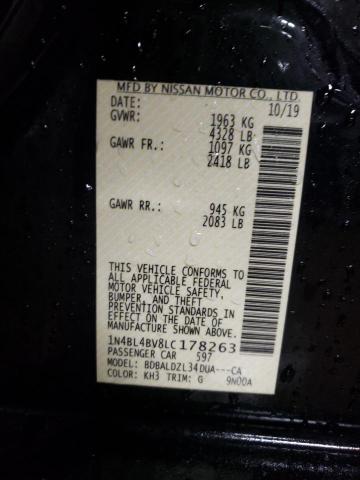 MFD BY NISSAN MOTOR CO., LTD.
DATE: 10/19
GVWR: 1963 KG
4328 LB
GAWR FR.: 1097 KG
2418 LB
GAWR RR.: 945 KG
2083 LB
THIS VEHICLE CONFORMS TO
ALL APPLICABLE FEDERAL
MOTOR VEHICLE SAFETY,
BUMPER, AND THEFT
PREVENTION STANDARDS IN
EFFECT ON THE DATE OF
MANUFACTURE SHOWN ABOVE.
1N4BL4BV8LC178263
PASSENGER CAR 597
MODEL: BDBALDZL34DUA---CA
COLOR: KH3 TRIM: G 9N00A